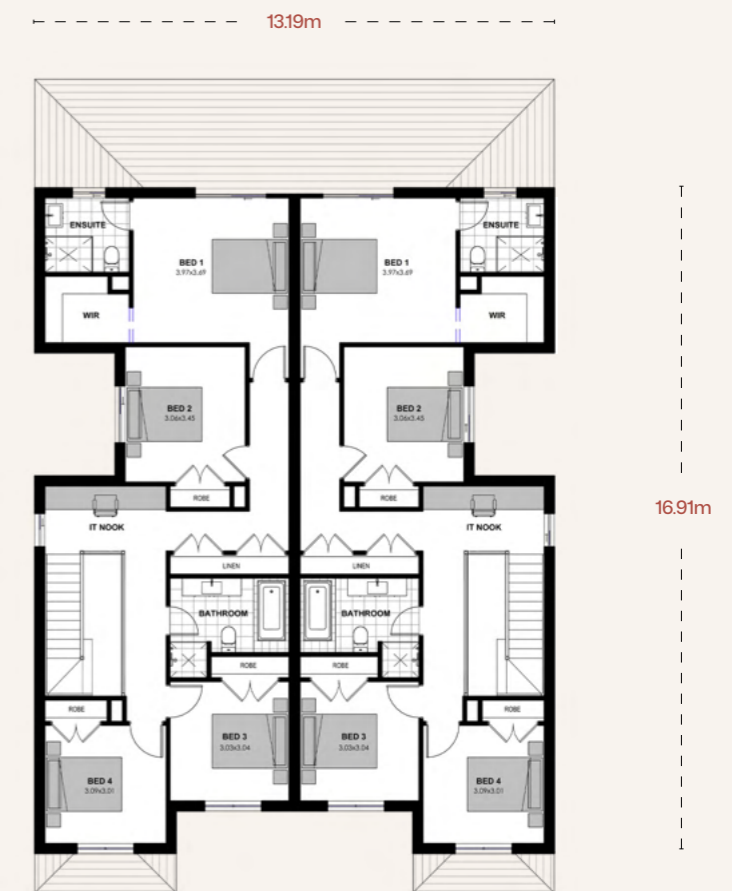 13.19m
ENSUITE
ENSUITE
BED 1
3.97x3.69
BED 1
3.97x3.69
WIR
WIR
BED 2
3.06x3.45
BED 2
3.06x3.45
ROBE
ROBE
16.91m
IT NOOK
IT NOOK
LINEN
LINEN
BATHROOM
BATHROOM
ROBE
ROBE
ROBE
ROBE
BED 3
3.03x3.04
BED 3
3.03x3.04
BED 4
3.09x3.01
BED 4
3.09x3.01